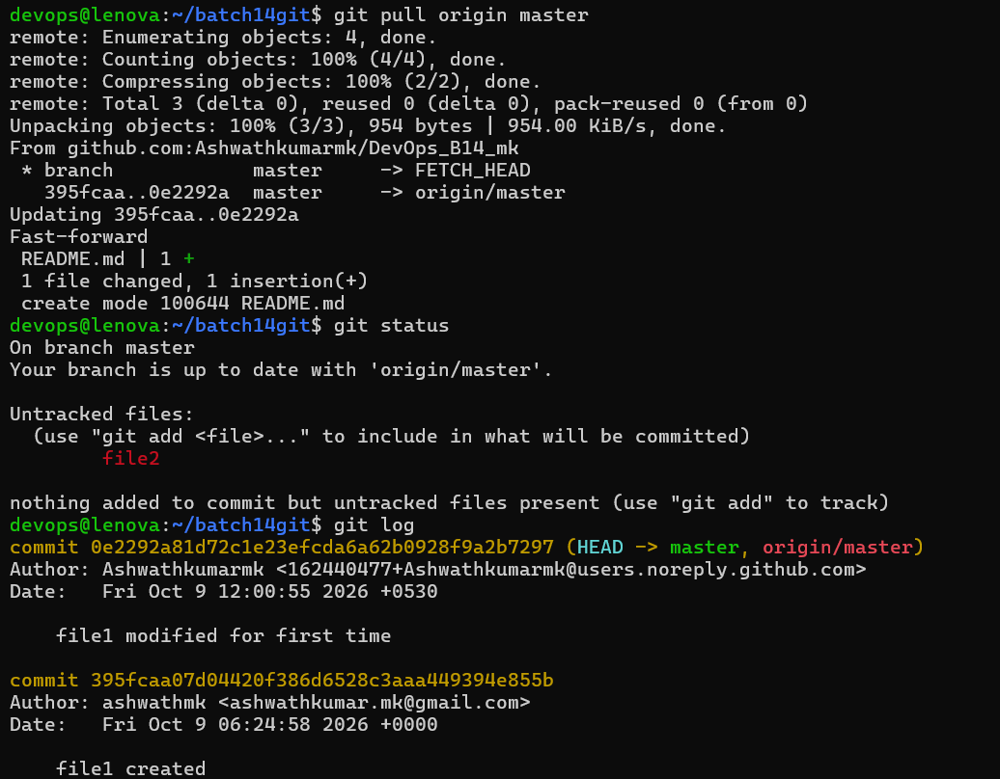 devops@lenova:~/batch14git$ git pull origin master
remote: Enumerating objects: 4, done.
remote: Counting objects: 100% (4/4), done.
remote: Compressing objects: 100% (2/2), done.
remote: Total 3 (delta 0), reused 0 (delta 0), pack-reused 0 (from 0)
Unpacking objects: 100% (3/3), 954 bytes | 954.00 KiB/s, done.
From github.com:Ashwathkumarmk/DevOps_B14_mk
 * branch            master     -> FETCH_HEAD
   395fcaa..0e2292a  master     -> origin/master
Updating 395fcaa..0e2292a
Fast-forward
 README.md | 1 +
 1 file changed, 1 insertion(+)
 create mode 100644 README.md
devops@lenova:~/batch14git$ git status
On branch master
Your branch is up to date with 'origin/master'.

Untracked files:
  (use "git add <file>..." to include in what will be committed)
        file2

nothing added to commit but untracked files present (use "git add" to track)
devops@lenova:~/batch14git$ git log
commit 0e2292a81d72c1e23efcda6a62b0928f9a2b7297 (HEAD -> master, origin/master)
Author: Ashwathkumarmk <162440477+Ashwathkumarmk@users.noreply.github.com>
Date:   Fri Oct 9 12:00:55 2026 +0530

    file1 modified for first time

commit 395fcaa07d04420f386d6528c3aaa449394e855b
Author: ashwathmk <ashwathkumar.mk@gmail.com>
Date:   Fri Oct 9 06:24:58 2026 +0000

    file1 created